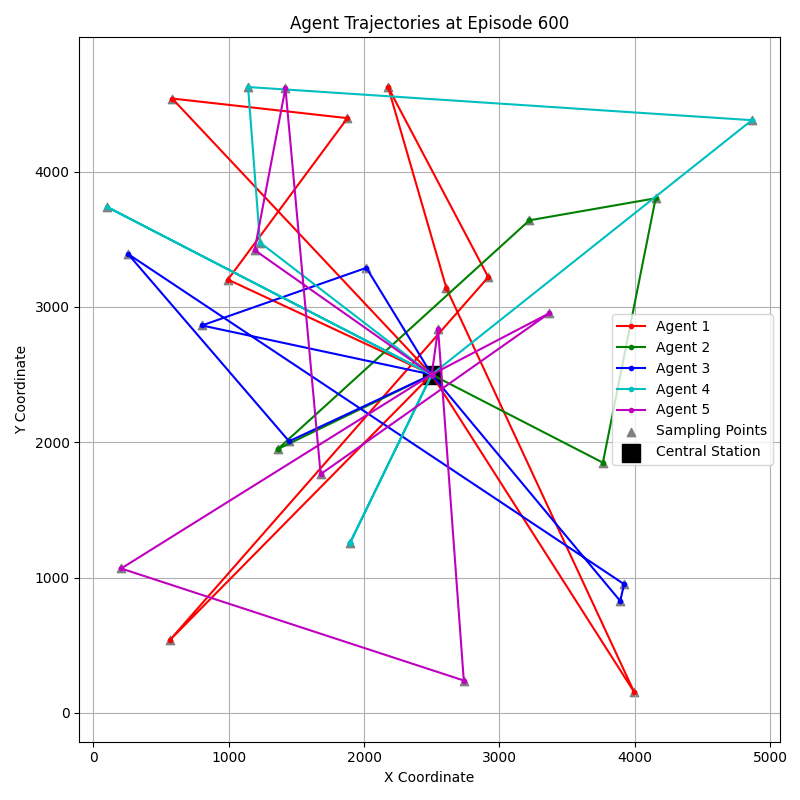 Agent Trajectories at Episode 600
Y Coordinate
4000
3000
2000
1000
0
Agent 1
Agent 2
Agent 3
Agent 4
Agent 5
Sampling Points
Central Station
0 1000 2000 3000 4000 5000
X Coordinate